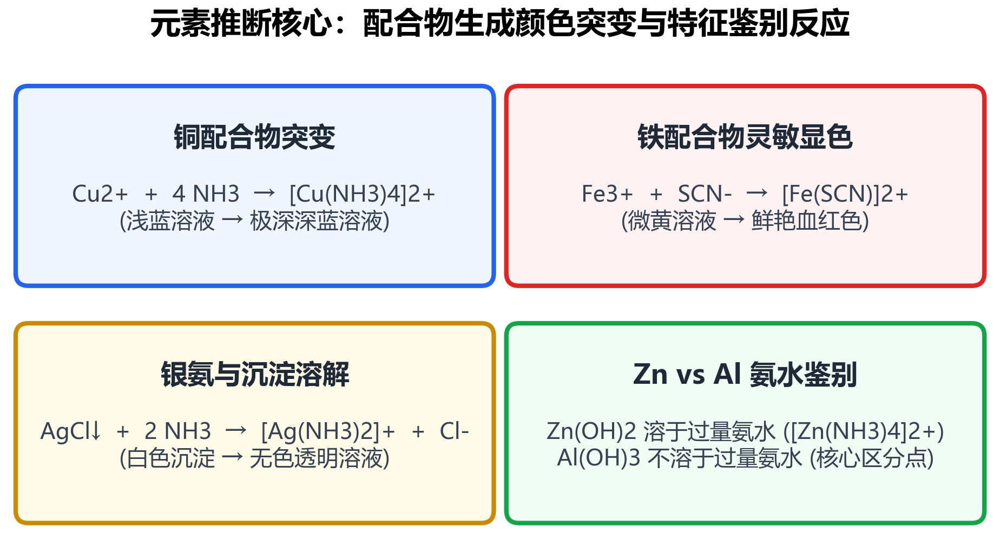 元素推断核心：配合物生成颜色突变与特征鉴别反应
铜配合物突变
Cu2+ + 4 NH3 → [Cu(NH3)4]2+
(浅蓝溶液 → 极深深蓝溶液)
铁配合物灵敏显色
Fe3+ + SCN- → [Fe(SCN)]2+
(微黄溶液 → 鲜艳血红色)
银氨与沉淀溶解
AgCl↓ + 2 NH3 → [Ag(NH3)2]+ + Cl-
(白色沉淀 → 无色透明溶液)
Zn vs Al 氨水鉴别
Zn(OH)2 溶于过量氨水 ([Zn(NH3)4]2+)
Al(OH)3 不溶于过量氨水 (核心区分点)